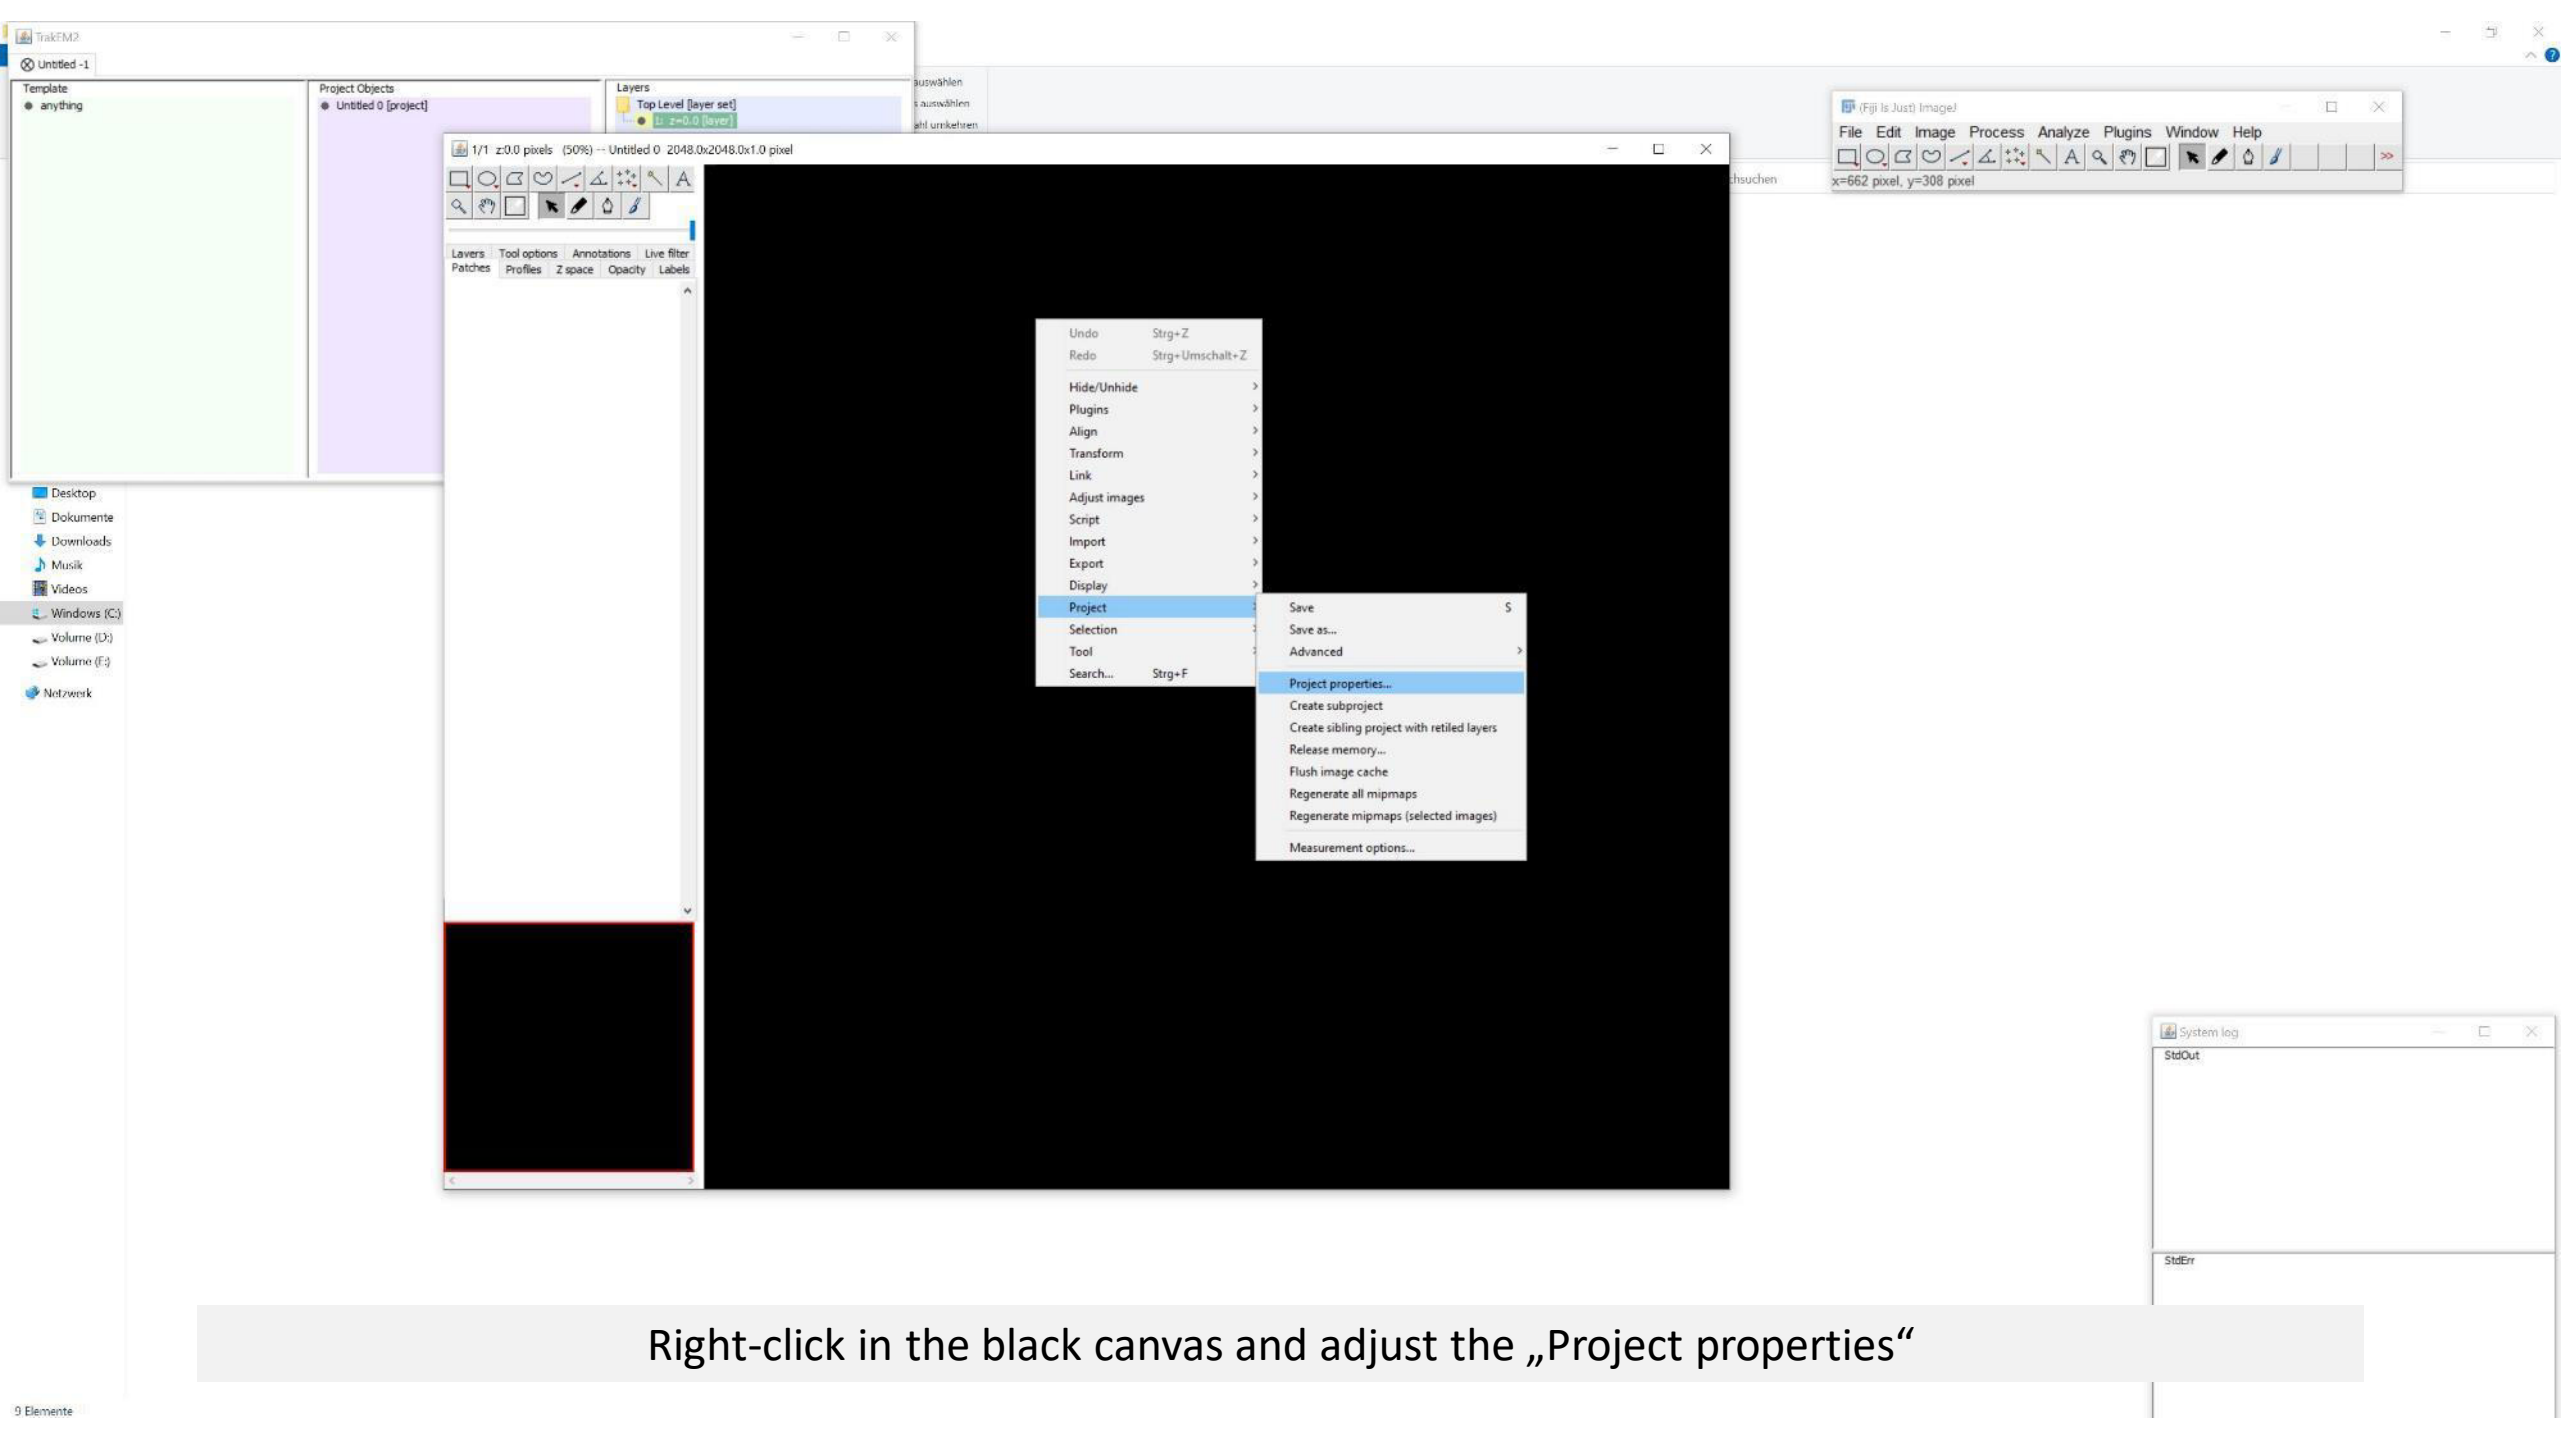 TrakEM2
Untitled -1
Template
anything
Project Objects
Untitled 0 [project]
Layers
Top Level [layer set]
1: z=0.0 [layer]
auswählen
s auswählen
ahl umkehren
(Fiji Is Just) ImageJ
File Edit Image Process Analyze Plugins Window Help
x=662 pixel, y=308 pixel
1/1 z:0.0 pixels (50%) -- Untitled 0 2048.0x2048.0x1.0 pixel
chsuchen
Layers Tool options Annotations Live filter
Patches Profiles Z space Opacity Labels
Undo Strg+Z
Redo Strg+Umschalt+Z
Hide/Unhide
Plugins
Align
Transform
Link
Adjust images
Script
Import
Export
Display
Project
Selection
Tool
Search... Strg+F
Save S
Save as...
Advanced
Project properties...
Create subproject
Create sibling project with retiled layers
Release memory...
Flush image cache
Regenerate all mipmaps
Regenerate mipmaps (selected images)
Measurement options...
Desktop
Dokumente
Downloads
Musik
Videos
Windows (C:)
Volume (D:)
Volume (E:)
Netzwerk
System log
StdOut
StdErr
Right-click in the black canvas and adjust the „Project properties“
9 Elemente